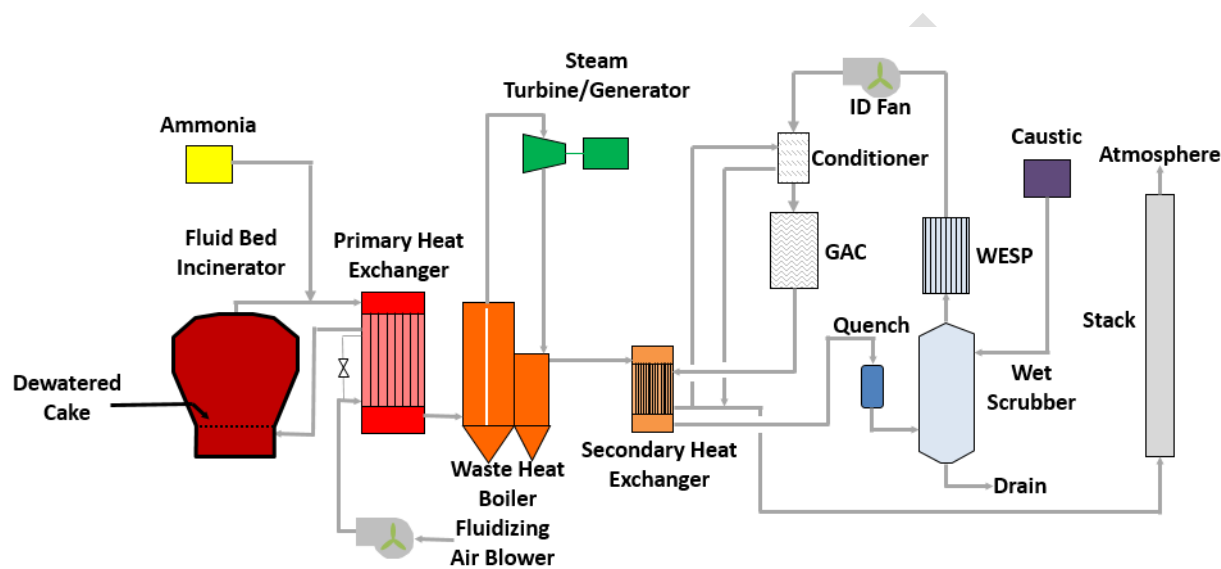 Steam
Turbine/Generator
ID Fan
Ammonia
Conditioner
Caustic
Atmosphere
Fluid Bed
Incinerator
Primary Heat
Exchanger
GAC
WESP
Quench
Stack
Dewatered
Cake
Wet
Scrubber
Secondary Heat
Exchanger
Waste Heat
Boiler
Drain
Fluidizing
Air Blower